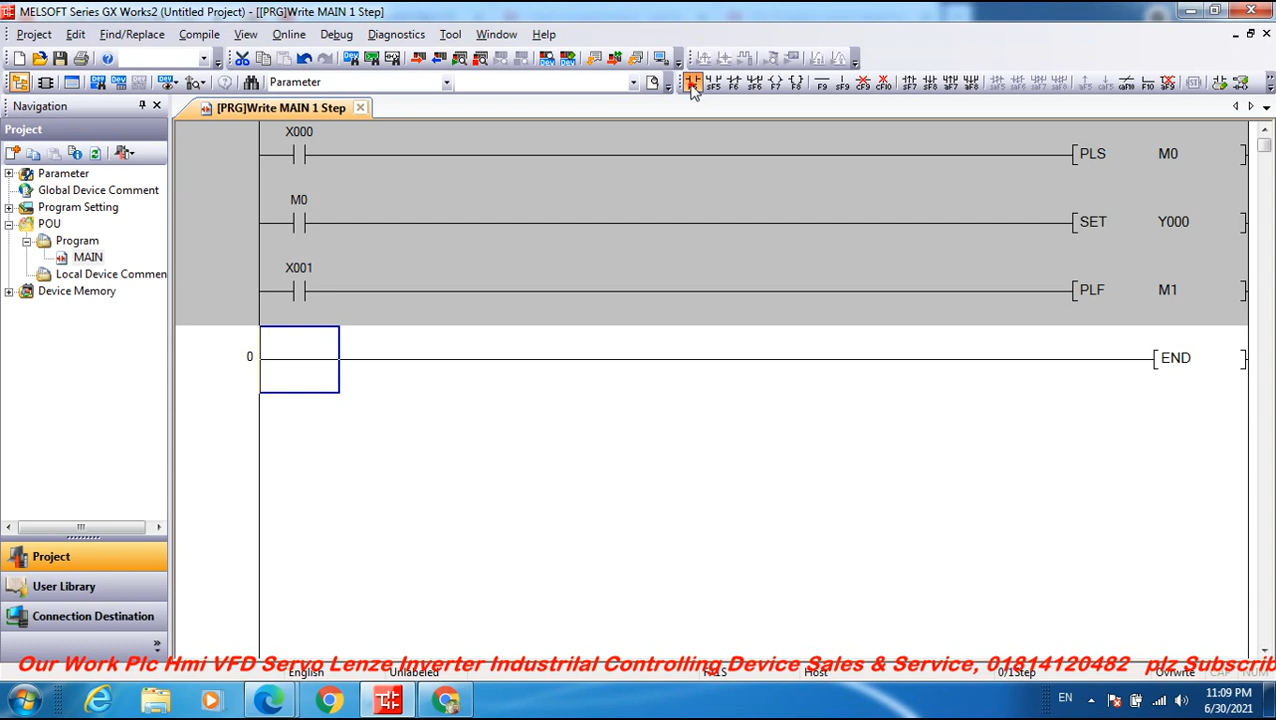 MELSOFT Series GX Works2 (Untitled Project) - [[PRG]Write MAIN 1 Step]
Project Edit Find/Replace Compile View Online Debug Diagnostics Tool Window Help
Parameter
Navigation
[PRG]Write MAIN 1 Step
Project
Parameter
Global Device Comment
Program Setting
POU
Program
MAIN
Local Device Commen
Device Memory
X000
PLS M0
M0
SET Y000
X001
PLF M1
0
END
Project
User Library
Connection Destination
Our Work Plc Hmi VFD Servo Lenze Inverter Industrilal Controlling Device Sales & Service, 01814120482 plz Subscrib
English Unlabeled Host 0/1Step Ovrwrte CAP NUM
EN
11:09 PM
6/30/2021